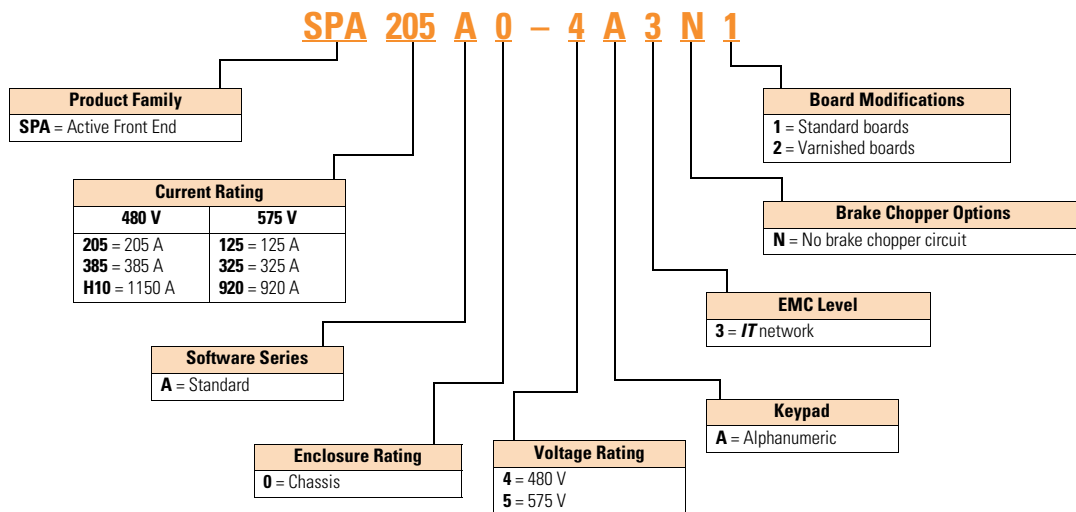 SPA 205 A 0 – 4 A 3 N 1
Product Family
SPA = Active Front End
Board Modifications
1 = Standard boards
2 = Varnished boards
Current Rating
480 V 575 V
205 = 205 A 125 = 125 A
385 = 385 A 325 = 325 A
H10 = 1150 A 920 = 920 A
Brake Chopper Options
N = No brake chopper circuit
EMC Level
3 = IT network
Software Series
A = Standard
Keypad
A = Alphanumeric
Enclosure Rating
0 = Chassis
Voltage Rating
4 = 480 V
5 = 575 V